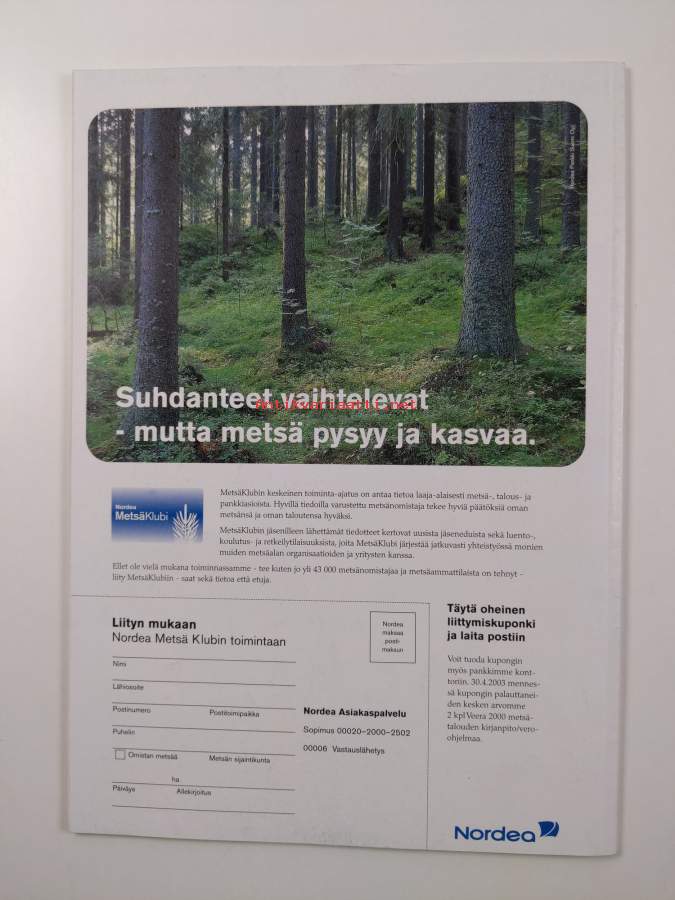 Nordea Pankki Suomi Oyj
Suhdanteet vaihtelevat
Antikvariaatti.net
- mutta metsä pysyy ja kasvaa.
Nordea
MetsäKlubi
MetsäKlubin keskeinen toiminta-ajatus on antaa tietoa laaja-alaisesti metsä-, talous- ja
pankkiasioista. Hyvillä tiedoilla varustettu metsänomistaja tekee hyviä päätöksiä oman
metsänsä ja oman taloutensa hyväksi.
MetsäKlubin jäsenilleen lähettämät tiedotteet kertovat uusista jäseneduista sekä luento-,
koulutus- ja retkeilytilaisuuksista, joita MetsäKlubi järjestää jatkuvasti yhteistyössä monien
muiden metsäalan organisaatioiden ja yritysten kanssa.
Ellet ole vielä mukana toiminnassamme - tee kuten jo yli 43 000 metsänomistajaa ja metsäammattilaista on tehnyt -
liity MetsäKlubiin - saat sekä tietoa että etuja.
Liityn mukaan
Nordea Metsä Klubin toimintaan
Nimi
Lähiosoite
Postinumero Postitoimipaikka
Puhelin
Omistan metsää Metsän sijaintikunta
ha
Päiväys Allekirjoitus
Nordea
maksaa
posti-
maksun
Nordea Asiakaspalvelu
Sopimus 00020-2000-2502
00006 Vastauslähetys
Täytä oheinen
liittymiskuponki
ja laita postiin
Voit tuoda kupongin
myös pankkimme kont-
toriin. 30.4.2003 mennes-
sä kupongin palauttanei-
den kesken arvomme
2 kpl Veera 2000 metsä-
talouden kirjanpito/vero-
ohjelmaa.
Nordea